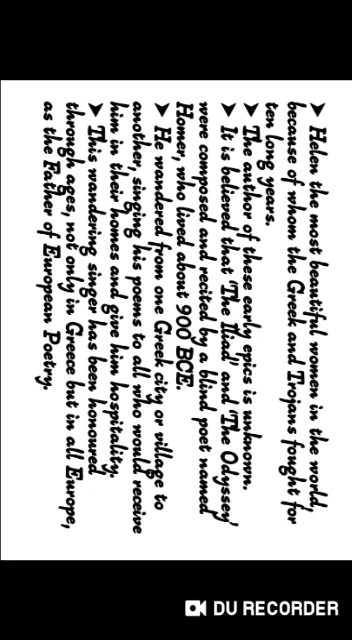 ➤ Helen the most beautiful women in the world,
because of whom the Greek and Trojans fought for
ten long years.
➤ The author of these early epics is unknown.
➤ It is believed that 'The Iliad" and 'The Odyssey'
were composed and recited by a blind poet named
Homer, who lived about 900 BCE.
➤ He wandered from one Greek city or village to
another, singing his poems to all who would receive
him in their homes and give him hospitality.
➤ This wandering singer has been honoured
through ages, not only in Greece but in all Europe,
as the Father of European Poetry.
DU RECORDER